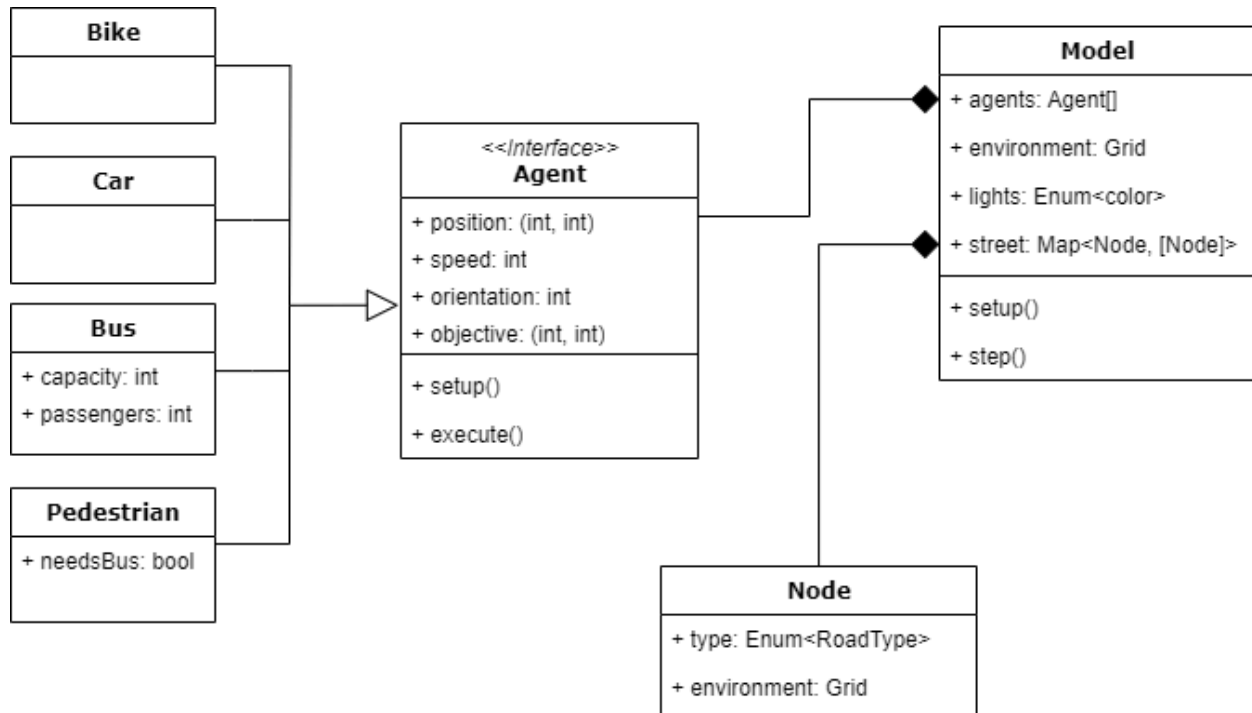 Bike
Car
Bus
+ capacity: int
+ passengers: int
Pedestrian
+ needsBus: bool
<<Interface>>
Agent
+ position: (int, int)
+ speed: int
+ orientation: int
+ objective: (int, int)
+ setup()
+ execute()
Model
+ agents: Agent[]
+ environment: Grid
+ lights: Enum<color>
+ street: Map<Node, [Node]>
+ setup()
+ step()
Node
+ type: Enum<RoadType>
+ environment: Grid